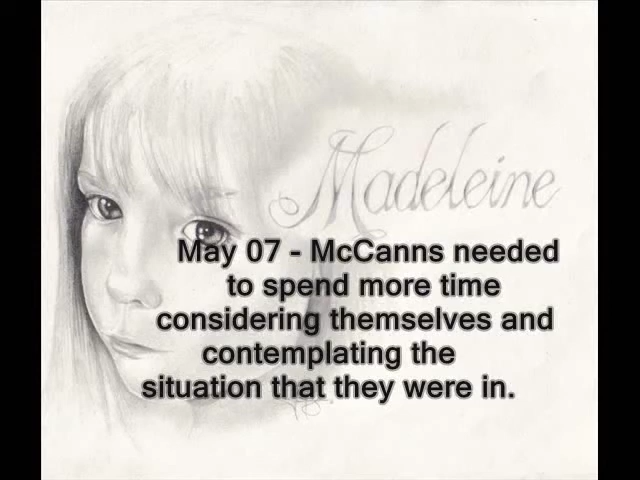 Madeleine
May 07 - McCanns needed
to spend more time
considering themselves and
contemplating the
situation that they were in.